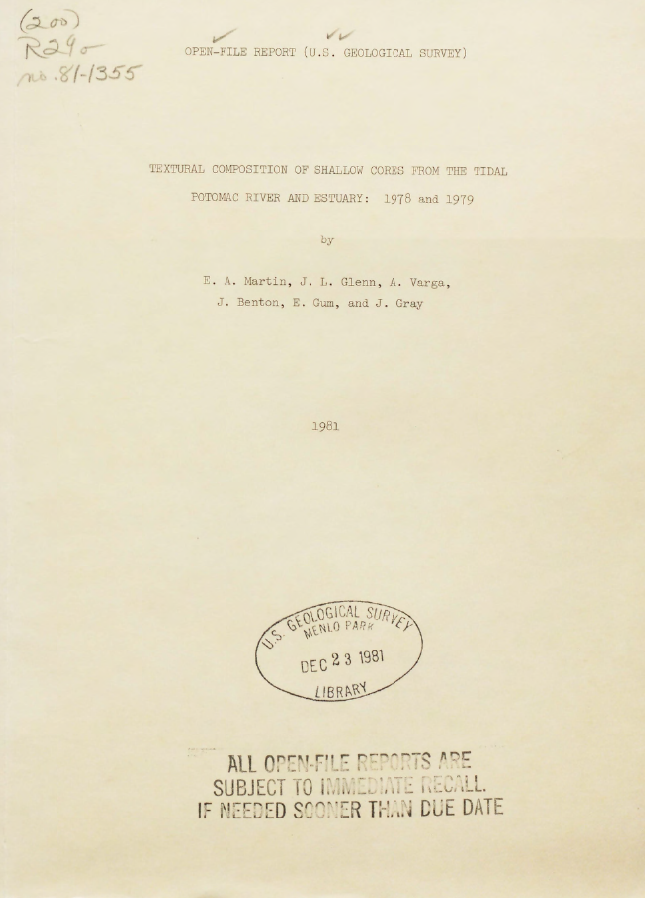 (200)
R290
no.81-1355
OPEN-FILE REPORT (U.S. GEOLOGICAL SURVEY)
TEXTURAL COMPOSITION OF SHALLOW CORES FROM THE TIDAL
POTOMAC RIVER AND ESTUARY: 1978 and 1979
by
E. A. Martin, J. L. Glenn, A. Varga,
J. Benton, E. Gum, and J. Gray
1981
U.S. GEOLOGICAL SURVEY
MENLO PARK
DEC 23 1981
LIBRARY
ALL OPEN-FILE REPORTS ARE
SUBJECT TO IMMEDIATE RECALL.
IF NEEDED SOONER THAN DUE DATE